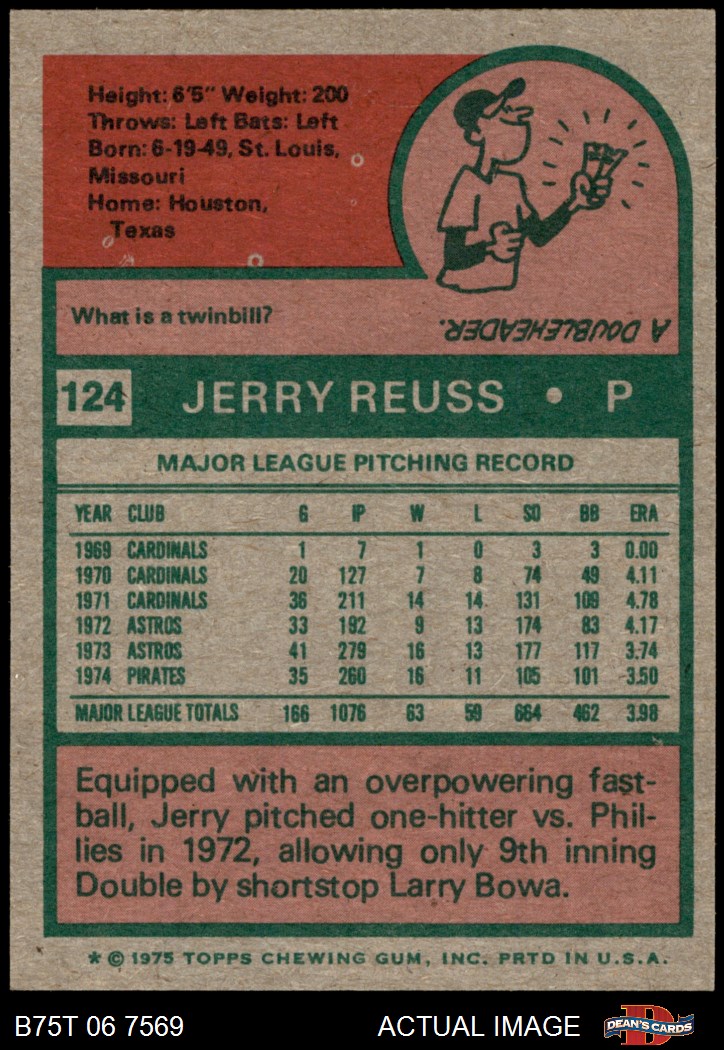 Height: 6'5" Weight: 200
Throws: Left Bats: Left
Born: 6-19-49, St. Louis,
Missouri
Home: Houston,
Texas
What is a twinbill?
A DOUBLEHEADER.
124 JERRY REUSS • P
MAJOR LEAGUE PITCHING RECORD
YEAR CLUB G IP W L SO BB ERA
1969 CARDINALS 1 7 1 0 3 3 0.00
1970 CARDINALS 20 127 7 8 74 49 4.11
1971 CARDINALS 36 211 14 14 131 109 4.78
1972 ASTROS 33 192 9 13 174 83 4.17
1973 ASTROS 41 279 16 13 177 117 3.74
1974 PIRATES 35 260 16 11 105 101 3.50
MAJOR LEAGUE TOTALS 166 1076 63 59 664 462 3.98
Equipped with an overpowering fast-
ball, Jerry pitched one-hitter vs. Phil-
lies in 1972, allowing only 9th inning
Double by shortstop Larry Bowa.
* © 1975 TOPPS CHEWING GUM, INC. PRTD IN U.S.A.
B75T 06 7569 ACTUAL IMAGE DEAN'S CARDS